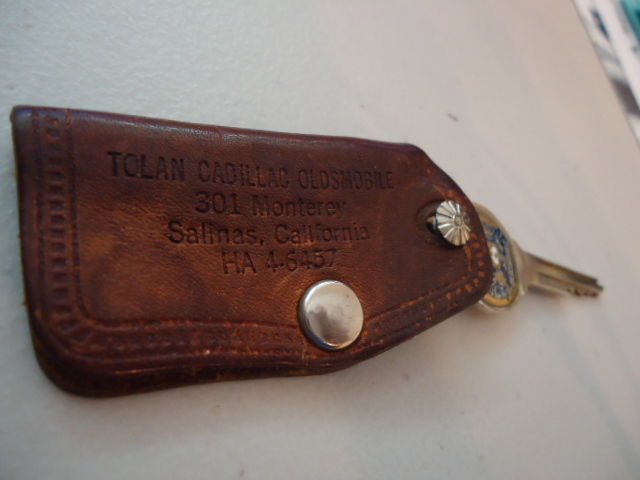 TOLAN CADILLAC OLDSMOBILE
301 Monterey
Salinas, California
HA 4-6457